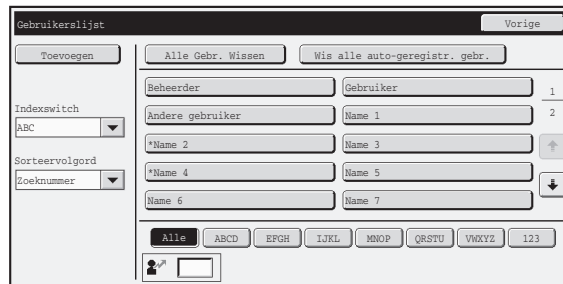 Gebruikerslijst Vorige
Toevoegen Alle Gebr. Wissen Wis alle auto-geregistr. gebr.
Beheerder Gebruiker 1
Indexswitch
Andere gebruiker Name 1 2
ABC
*Name 2 Name 3
Sorteervolgord
*Name 4 Name 5
Zoeknummer
Name 6 Name 7
Alle ABCD EFGH IJKL MNOP QRSTU VWXYZ 123